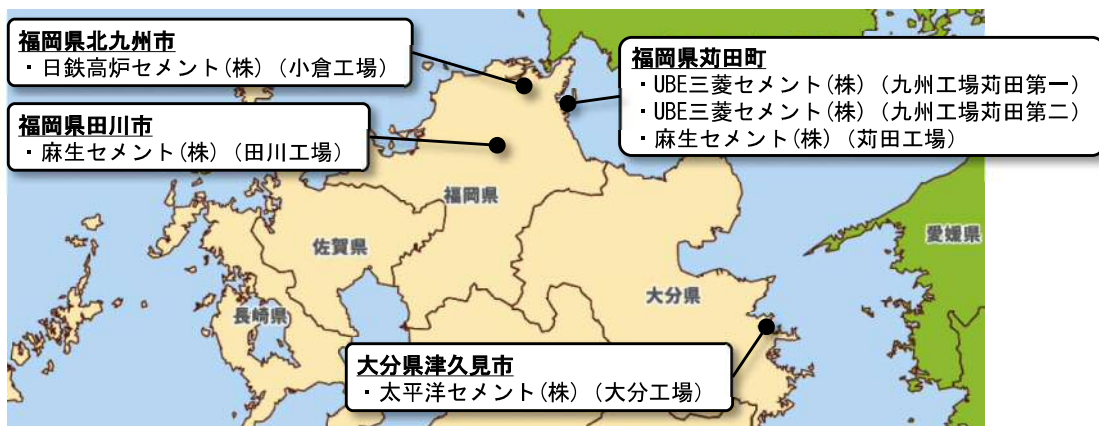 福岡県北九州市
・日鉄高炉セメント(株)(小倉工場)
福岡県田川市
・麻生セメント(株)(田川工場)
福岡県苅田町
・UBE三菱セメント(株)(九州工場苅田第一)
・UBE三菱セメント(株)(九州工場苅田第二)
・麻生セメント(株)(苅田工場)
福岡県
佐賀県
長崎県
大分県
愛媛県
大分県津久見市
・太平洋セメント(株)(大分工場)